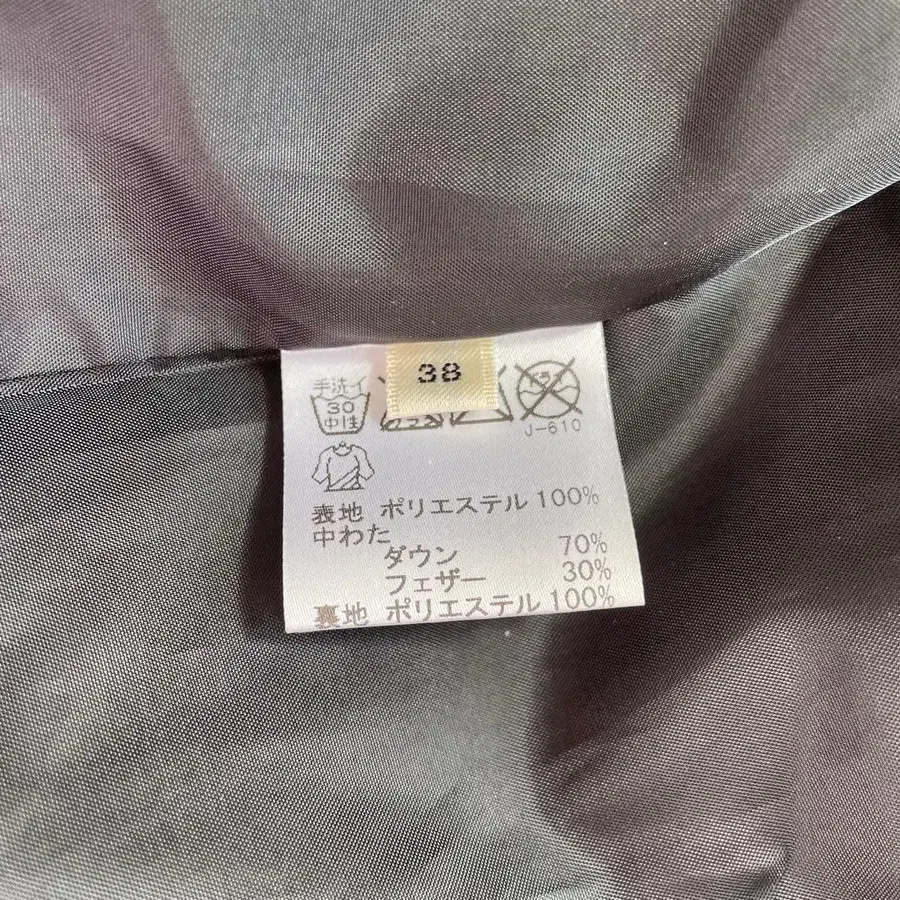 38
手洗イ
30
中性
J-610
表地 ポリエステル 100%
中わた
ダウン 70%
フェザー 30%
裏地 ポリエステル 100%